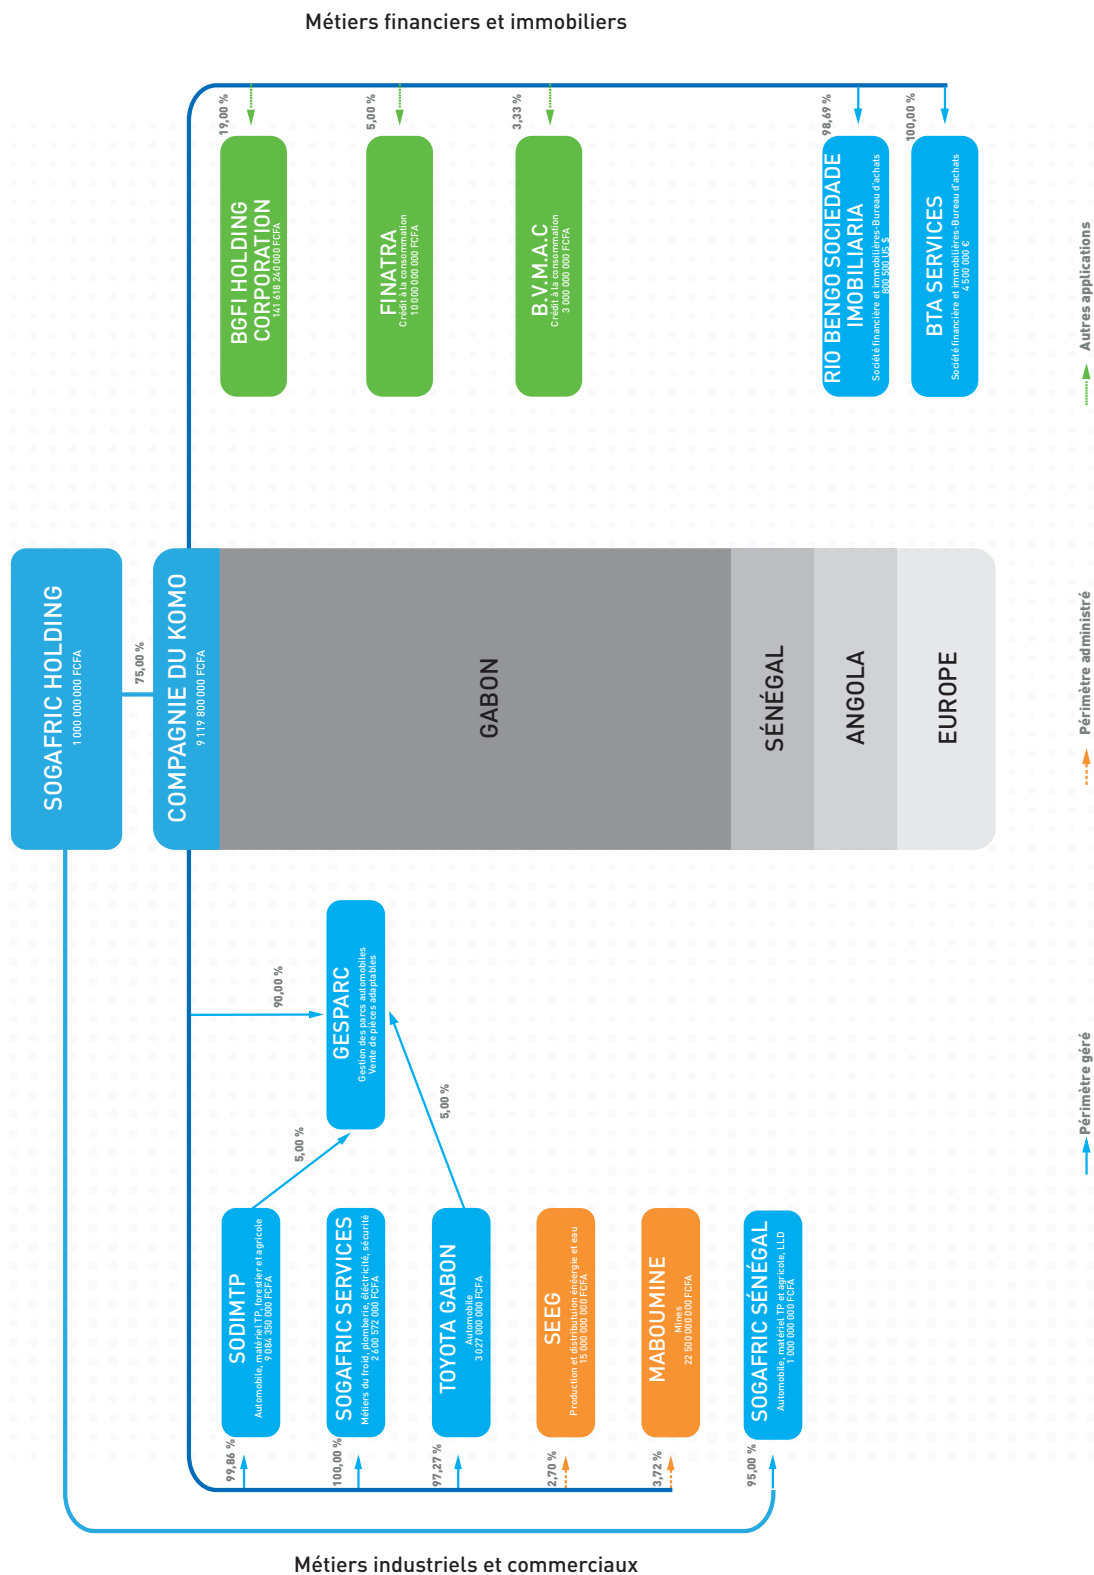 Métiers financiers et immobiliers
SOGAFRIC HOLDING
1 000 000 000 FCFA
75,00 %
COMPAGNIE DU KOMO
9 119 800 000 FCFA
GABON
SÉNÉGAL
ANGOLA
EUROPE
19,00 %
BGFI HOLDING
CORPORATION
141 618 240 000 FCFA
5,00 %
FINATRA
Crédit à la consommation
10 000 000 000 FCFA
3,33 %
B.V.M.A.C
Crédit à la consommation
3 000 000 000 FCFA
98,69 %
RIO BENGO SOCIEDADE
IMOBILIARIA
Société financière et immobilières-Bureau d'achats
800 500 US $
100,00 %
BTA SERVICES
Société financière et immobilières-Bureau d'achats
4 500 000 €
90,00 %
GESPARC
Gestion des parcs automobiles
Vente de pièces adaptables
5,00 %
5,00 %
99,86 %
SODIMTP
Automobile, matériel TP, forestier et agricole
9 084 350 000 FCFA
100,00 %
SOGAFRIC SERVICES
Métiers du froid, plomberie, éléctricité, sécurité
2 600 572 000 FCFA
97,27 %
TOYOTA GABON
Automobile
3 027 000 000 FCFA
2,70 %
SEEG
Production et distributuion énéergie et eau
15 000 000 000 FCFA
3,72 %
MABOUMINE
Mines
22 500 000 000 FCFA
95,00 %
SOGAFRIC SÉNÉGAL
Automobile, matériel TP et agricole, LLD
1 000 000 000 FCFA
Périmètre géré
Périmètre administré
Autres applications
Métiers industriels et commerciaux